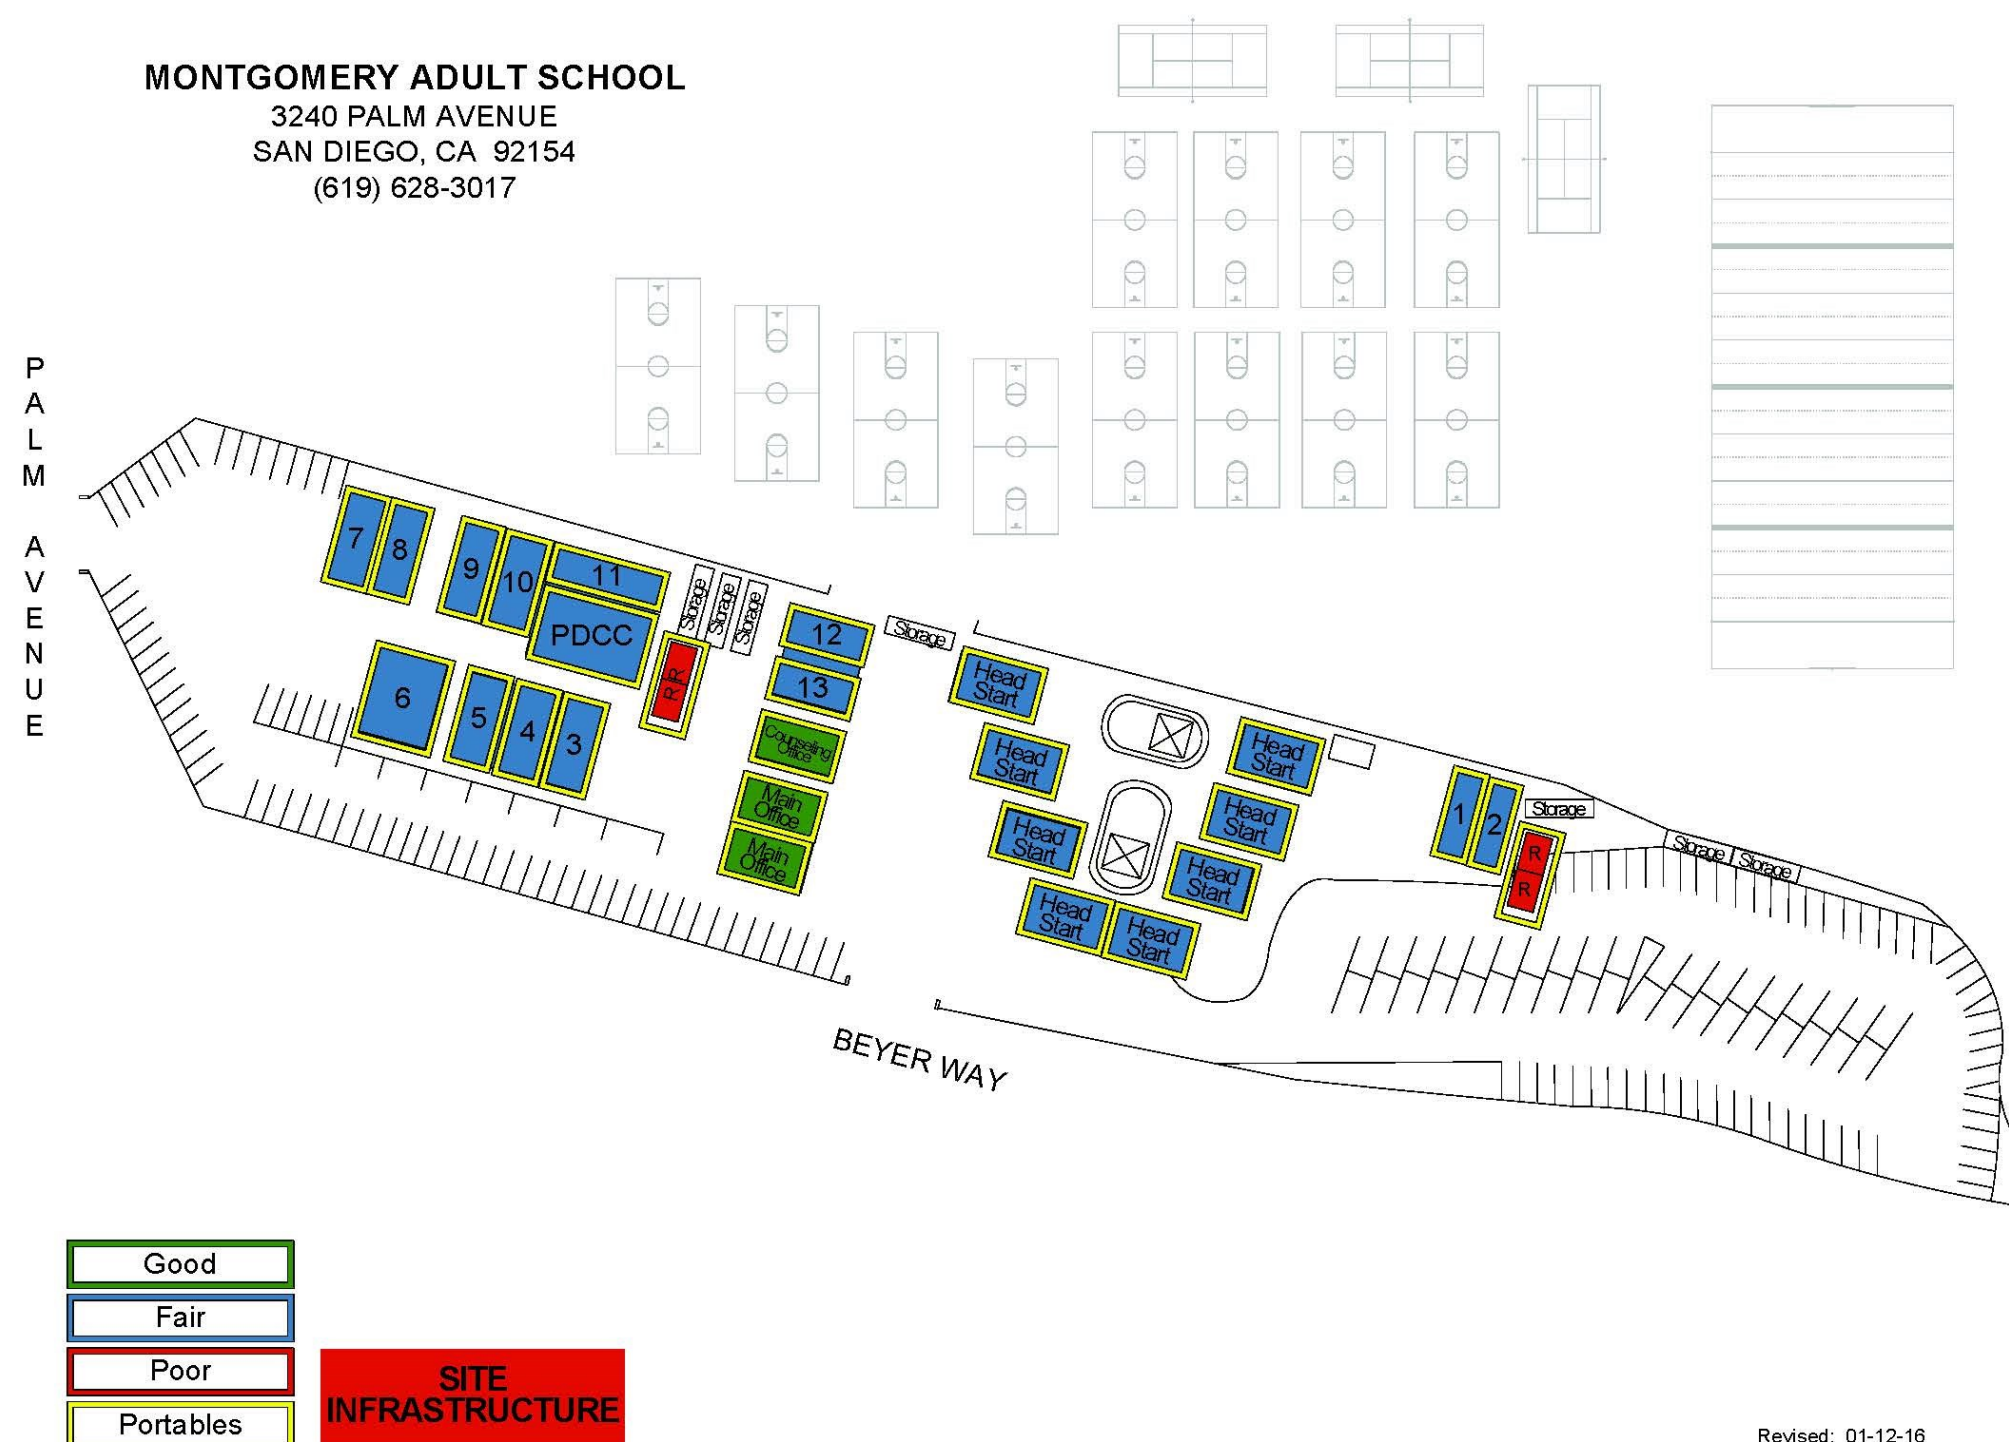 MONTGOMERY ADULT SCHOOL
3240 PALM AVENUE
SAN DIEGO, CA 92154
(619) 628-3017
PALM AVENUE
7
8
9
10
11
PDCC
Storage
Storage
Storage
RR
12
13
Storage
6
5
4
3
Counseling
Office
Main
Office
Main
Office
Head
Start
Head
Start
Head
Start
Head
Start
Head
Start
Head
Start
Head
Start
Head
Start
Head
Start
1
2
Storage
R
R
Storage
Storage
BEYER WAY
Good
Fair
Poor
Portables
SITE
INFRASTRUCTURE
Revised: 01-12-16